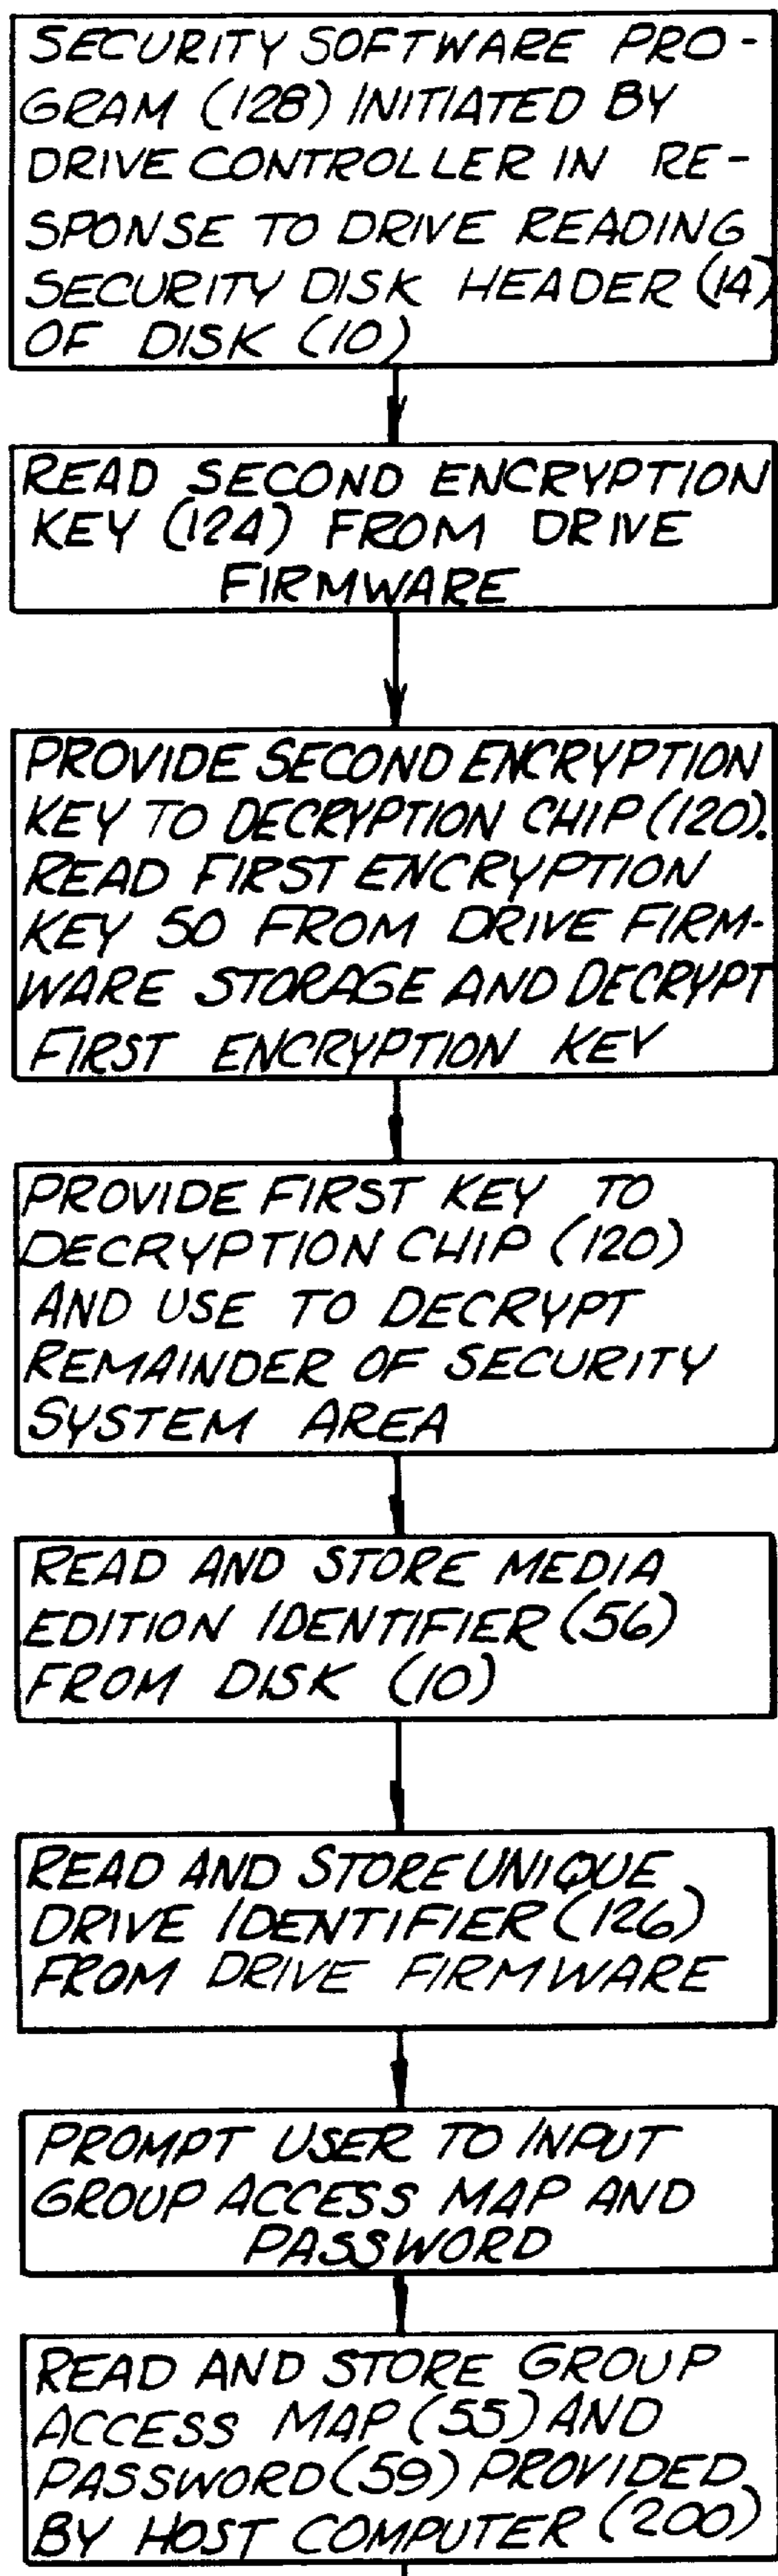 SECURITY SOFTWARE PRO-
GRAM (128) INITIATED BY
DRIVE CONTROLLER IN RE-
SPONSE TO DRIVE READING
SECURITY DISK HEADER (14)
OF DISK (10)
READ SECOND ENCRYPTION
KEY (124) FROM DRIVE
FIRMWARE
PROVIDE SECOND ENCRYPTION
KEY TO DECRYPTION CHIP (120).
READ FIRST ENCRYPTION
KEY 50 FROM DRIVE FIRM-
WARE STORAGE AND DECRYPT
FIRST ENCRYPTION KEY
PROVIDE FIRST KEY TO
DECRYPTION CHIP (120)
AND USE TO DECRYPT
REMAINDER OF SECURITY
SYSTEM AREA
READ AND STORE MEDIA
EDITION IDENTIFIER (56)
FROM DISK (10)
READ AND STORE UNIQUE
DRIVE IDENTIFIER (126)
FROM DRIVE FIRMWARE
PROMPT USER TO INPUT
GROUP ACCESS MAP AND
PASSWORD
READ AND STORE GROUP
ACCESS MAP (55) AND
PASSWORD (59) PROVIDED
BY HOST COMPUTER (200)